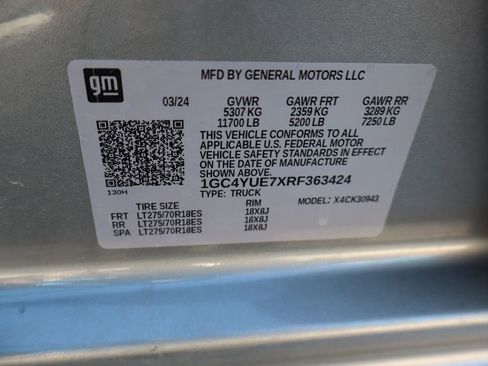 gm
MFD BY GENERAL MOTORS LLC
03/24 GVWR GAWR FRT GAWR RR
5307 KG 2359 KG 3289 KG
11700 LB 5200 LB 7250 LB
THIS VEHICLE CONFORMS TO ALL
APPLICABLE U.S. FEDERAL MOTOR
VEHICLE SAFETY STANDARDS IN EFFECT
ON THE DATE OF MANUFACTURE
SHOWN ABOVE.
1GC4YUE7XRF363424
130H
TYPE: TRUCK MODEL: X4CK30943
TIRE SIZE RIM
FRT LT275/70R18ES 18X8J
RR LT275/70R18ES 18X8J
SPA LT275/70R18ES 18X8J